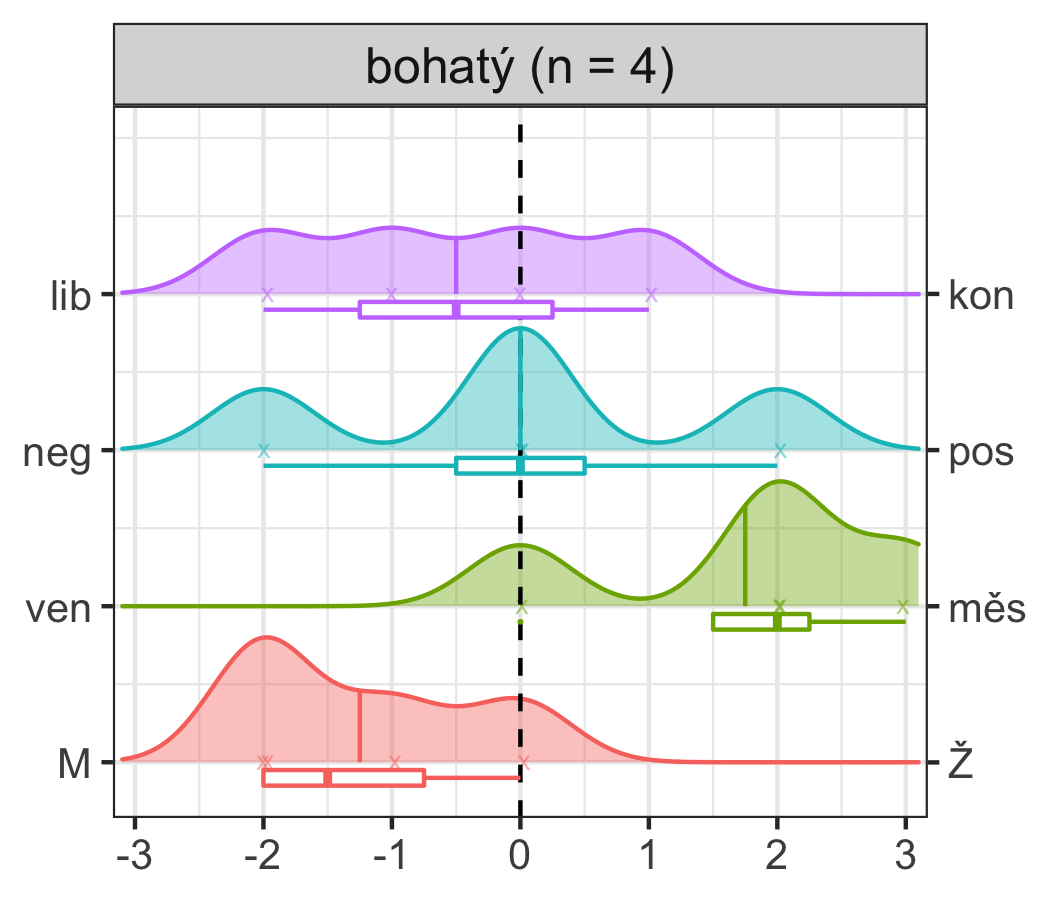 bohatý (n = 4)
lib kon
neg pos
ven měs
M Ž
-3 -2 -1 0 1 2 3